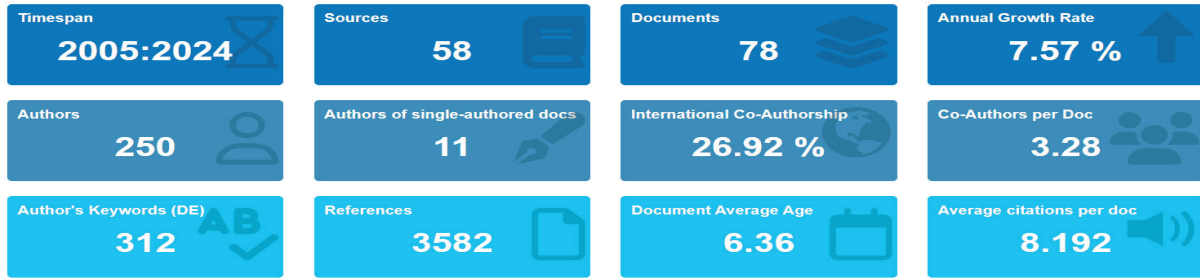 Timespan
2005:2024
Sources
58
Documents
78
Annual Growth Rate
7.57 %
Authors
250
Authors of single-authored docs
11
International Co-Authorship
26.92 %
Co-Authors per Doc
3.28
Author's Keywords (DE)
312
AB
References
3582
Document Average Age
6.36
Average citations per doc
8.192